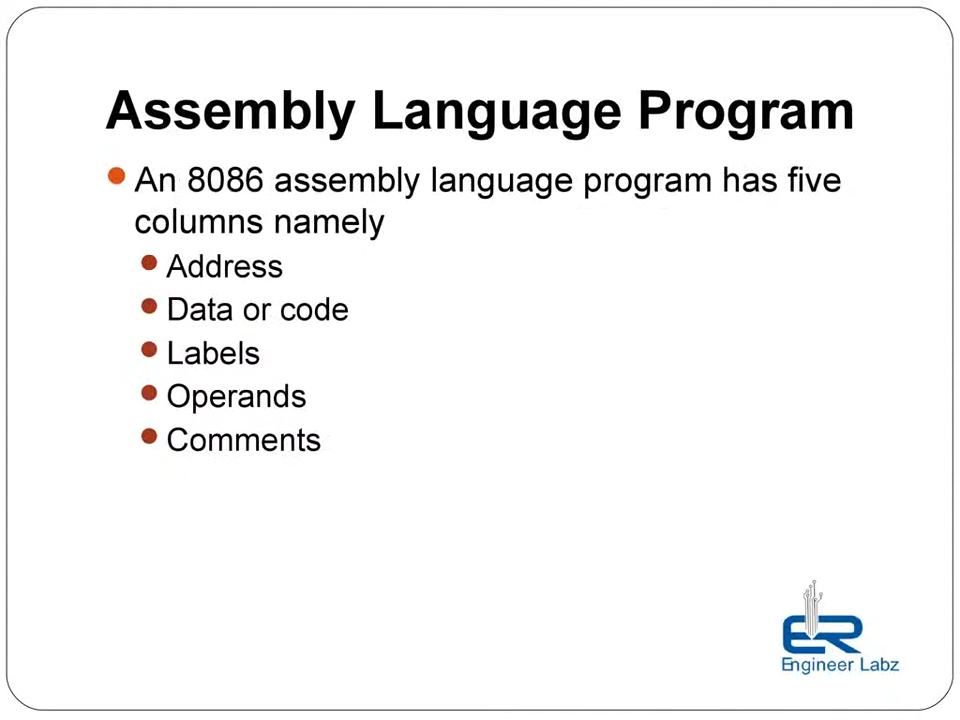 Assembly Language Program
An 8086 assembly language program has five
columns namely
Address
Data or code
Labels
Operands
Comments
ER
Engineer Labz